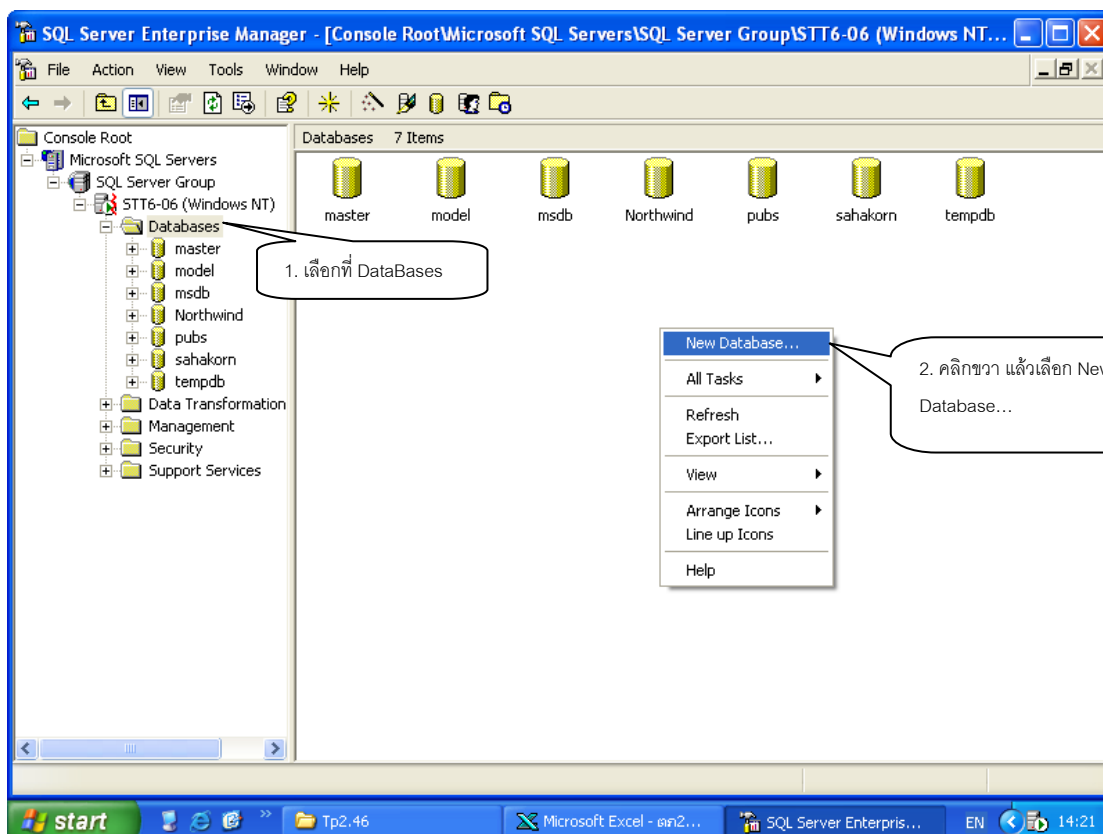 SQL Server Enterprise Manager - [Console Root\Microsoft SQL Servers\SQL Server Group\STT6-06 (Windows NT...
File Action View Tools Window Help
Console Root
Microsoft SQL Servers
SQL Server Group
STT6-06 (Windows NT)
Databases
master
model
msdb
Northwind
pubs
sahakorn
tempdb
Data Transformation
Management
Security
Support Services
Databases 7 Items
master model msdb Northwind pubs sahakorn tempdb
1. เลือกที่ DataBases
New Database...
All Tasks
Refresh
Export List...
View
Arrange Icons
Line up Icons
Help
2. คลิกขวา แล้วเลือก New
Database...
start
Tp2.46
Microsoft Excel - ตก2...
SQL Server Enterpris...
EN
14:21